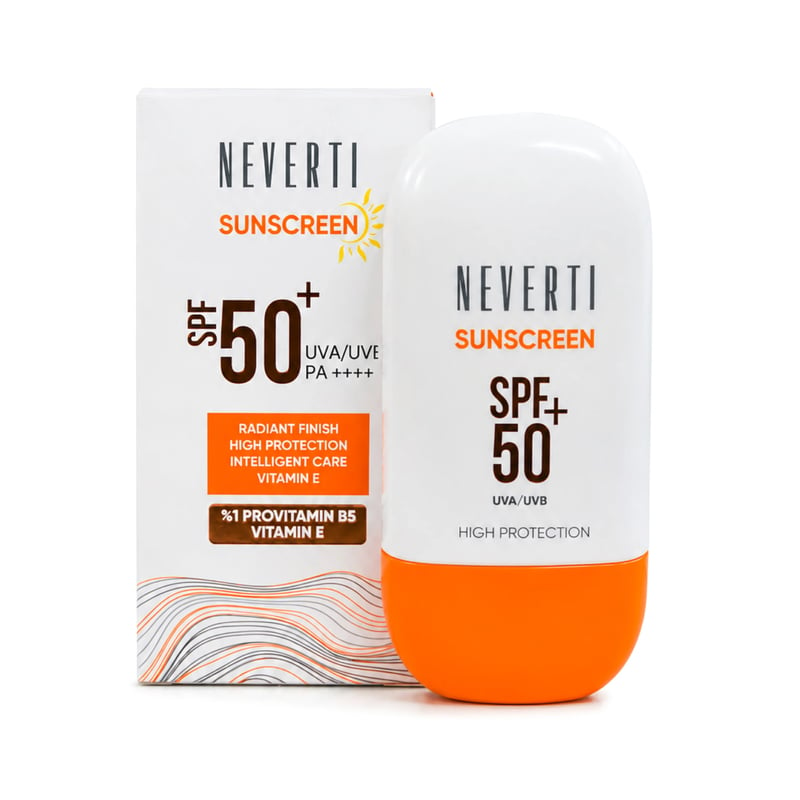 NEVERTI
SUNSCREEN
SPF 50+
UVA/UVB
PA ++++
RADIANT FINISH
HIGH PROTECTION
INTELLIGENT CARE
VITAMIN E
%1 PROVITAMIN B5
VITAMIN E
NEVERTI
SUNSCREEN
SPF+
50
UVA/UVB
HIGH PROTECTION